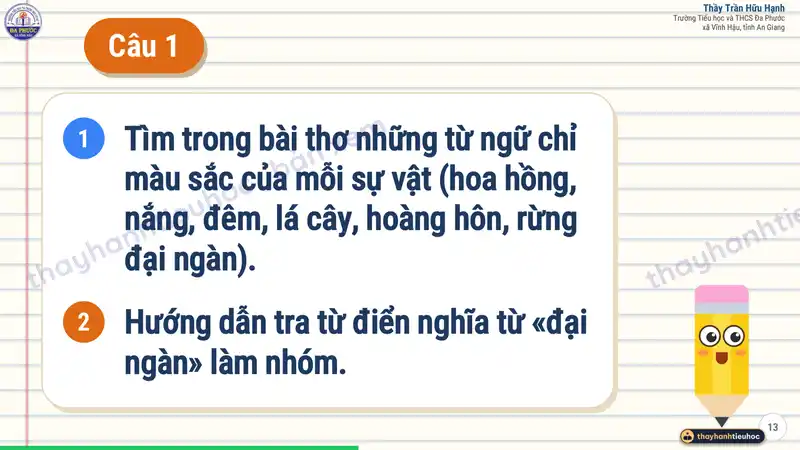 Thầy Trần Hữu Hạnh
Trường Tiểu học và THCS Đa Phước
xã Vĩnh Hậu, tỉnh An Giang
ĐA PHƯỚC
Câu 1
1 Tìm trong bài thơ những từ ngữ chỉ
màu sắc của mỗi sự vật (hoa hồng,
nắng, đêm, lá cây, hoàng hôn, rừng
đại ngàn).
2 Hướng dẫn tra từ điển nghĩa từ «đại
ngàn» làm nhóm.
thayhanhtieuhoc
13